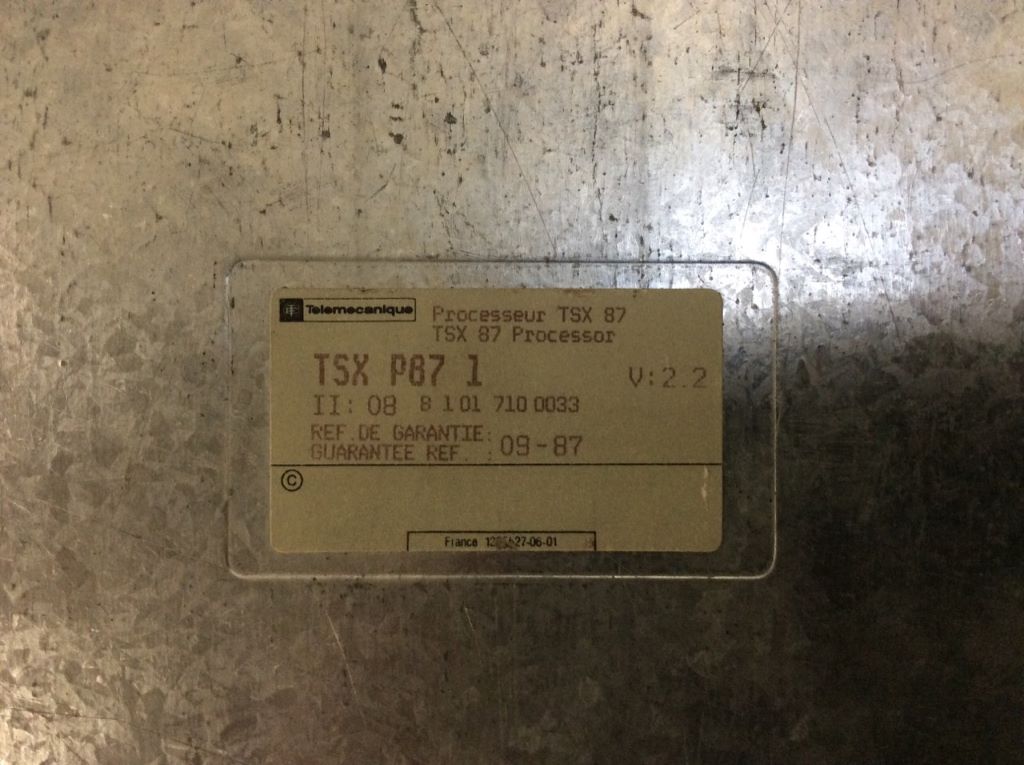 Telemecanique
Processeur TSX 87
TSX 87 Processor
TSX P87 1
V:2.2
II: 08 8 1 01 710 0033
REF.DE GARANTIE:
GUARANTEE REF. : 09-87
©
France